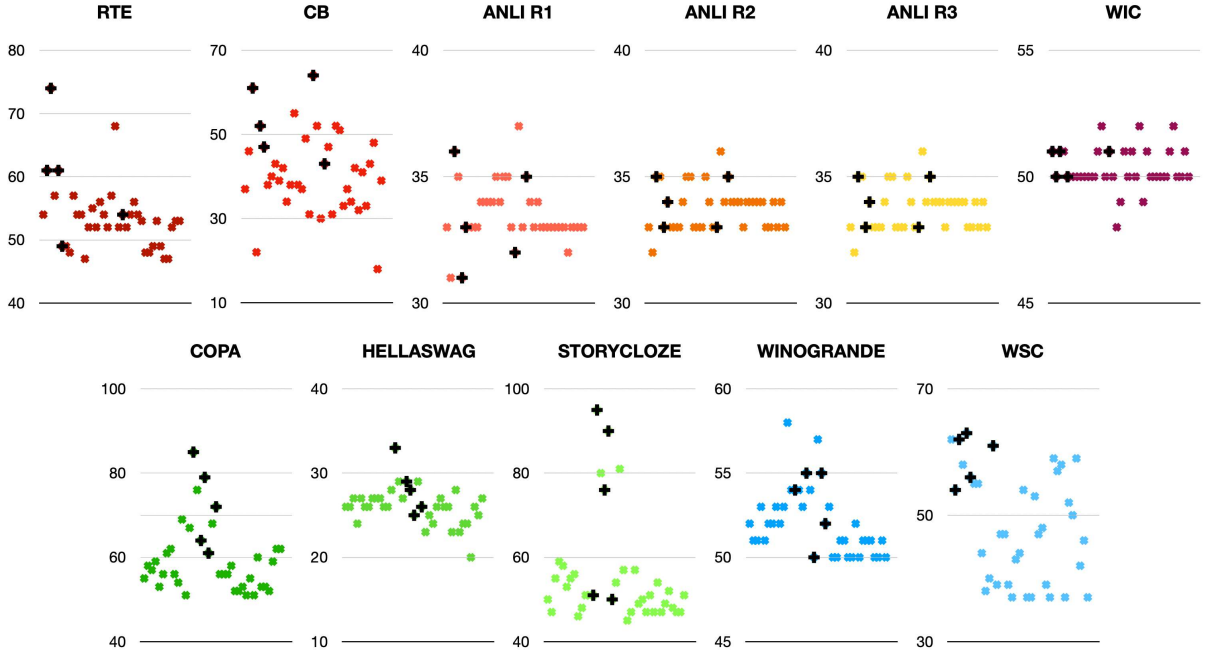 RTE CB ANLI R1 ANLI R2 ANLI R3 WIC
80 70 40 40 40 55
70
60 50 35 35 35 50
50 30
40 10 30 30 30 45
COPA HELLASWAG STORYCLOZE WINOGRANDE WSC
100 40 100 60 70
80 30 80 55
50
60 20 60 50
40 10 40 45 30